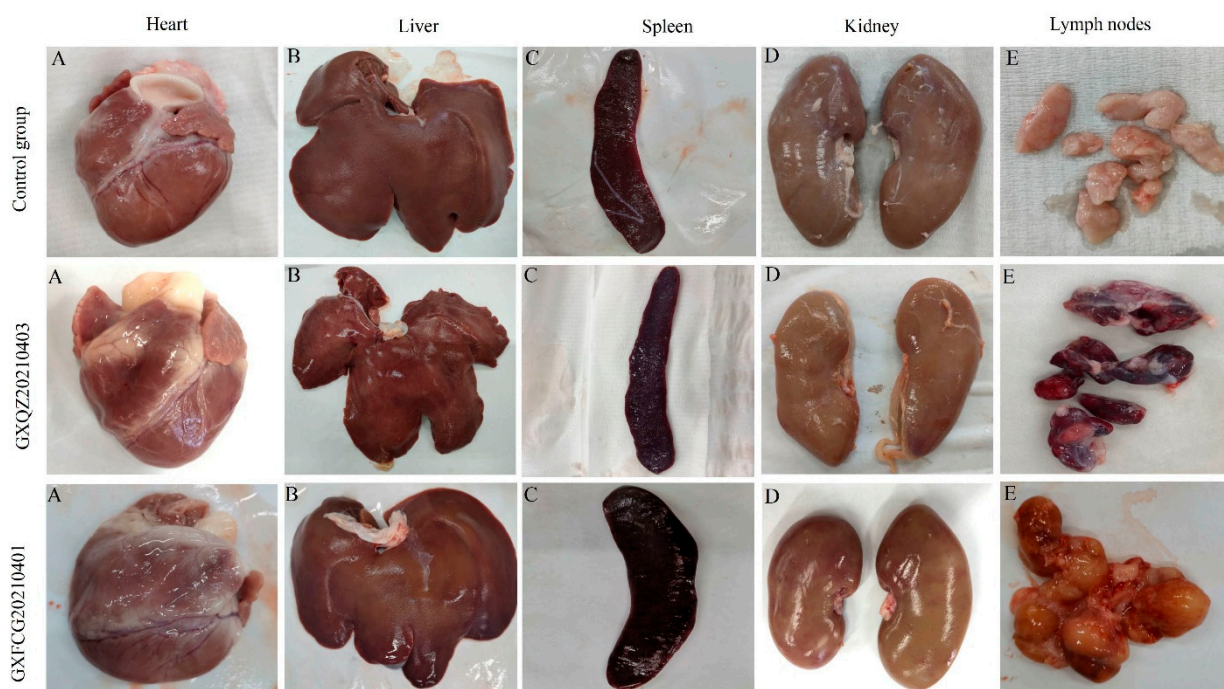 Heart Liver Spleen Kidney Lymph nodes
Control group
A B C D E
GXQZ20210403
A B C D E
GXFCG20210401
A B C D E